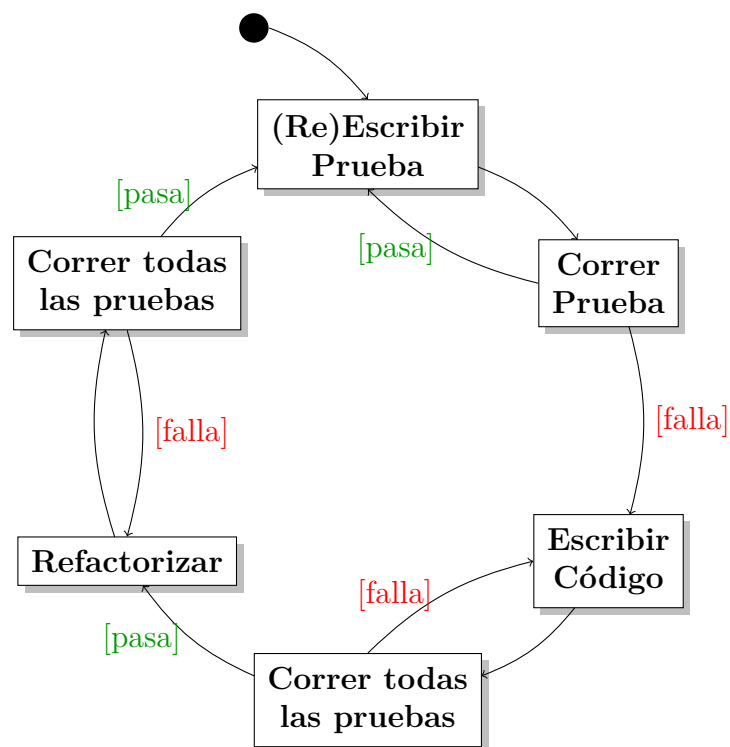 (Re)Escribir
Prueba
[pasa]
[pasa]
Correr todas
las pruebas
Correr
Prueba
[falla]
[falla]
Refactorizar
Escribir
Código
[falla]
[pasa]
Correr todas
las pruebas